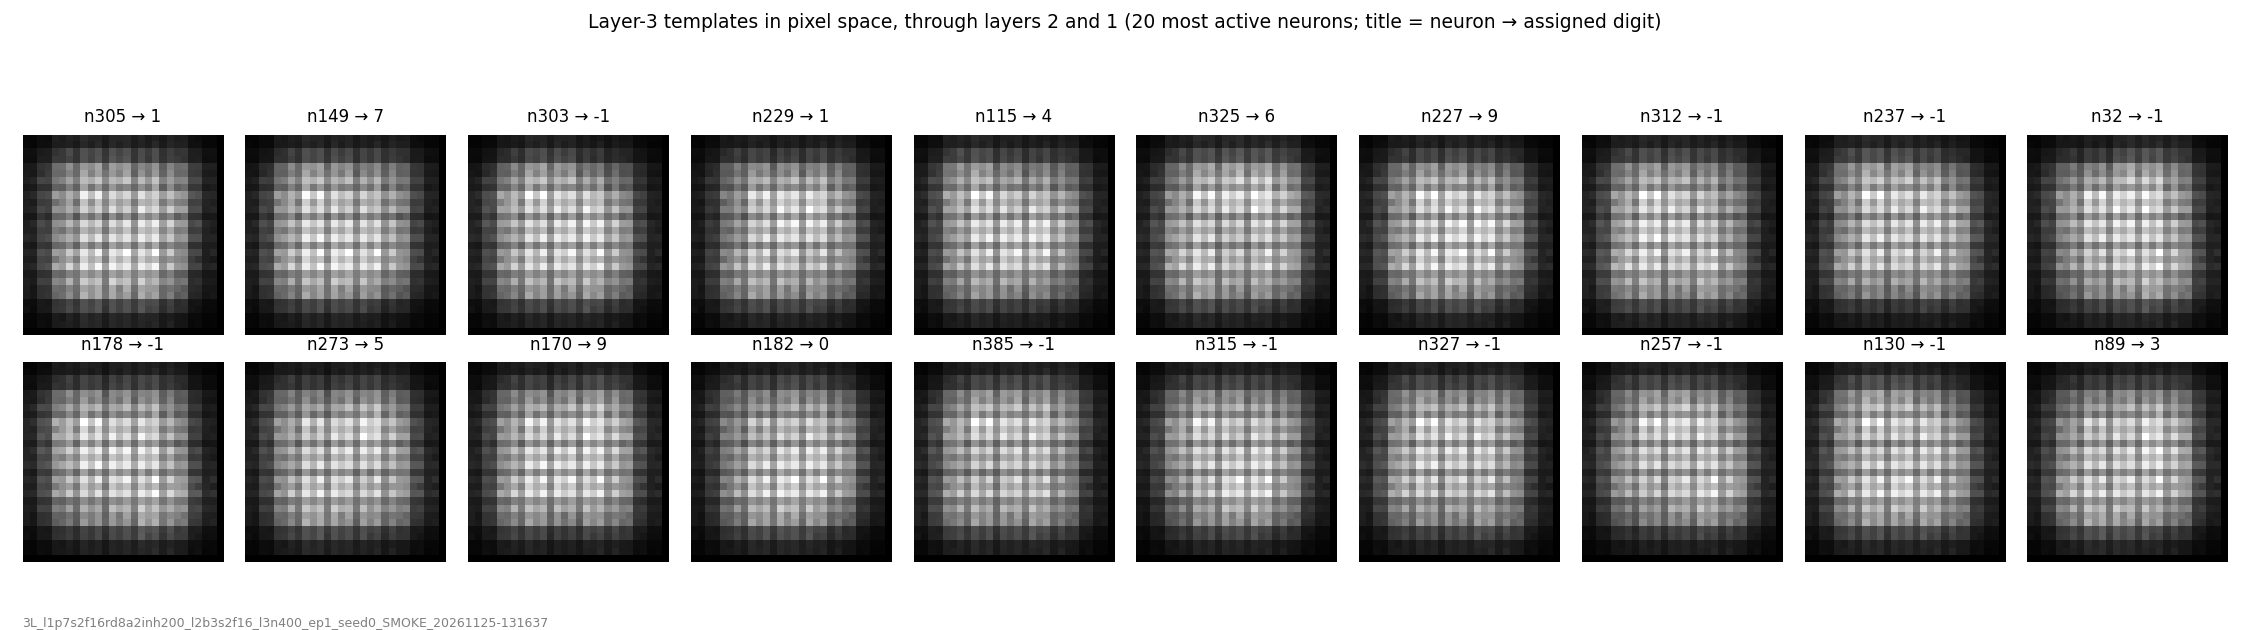 Layer-3 templates in pixel space, through layers 2 and 1 (20 most active neurons; title = neuron → assigned digit)
n305 → 1 n149 → 7 n303 → -1 n229 → 1 n115 → 4 n325 → 6 n227 → 9 n312 → -1 n237 → -1 n32 → -1
n178 → -1 n273 → 5 n170 → 9 n182 → 0 n385 → -1 n315 → -1 n327 → -1 n257 → -1 n130 → -1 n89 → 3
3L_l1p7s2f16rd8a2inh200_l2b3s2f16_l3n400_ep1_seed0_SMOKE_20261125-131637